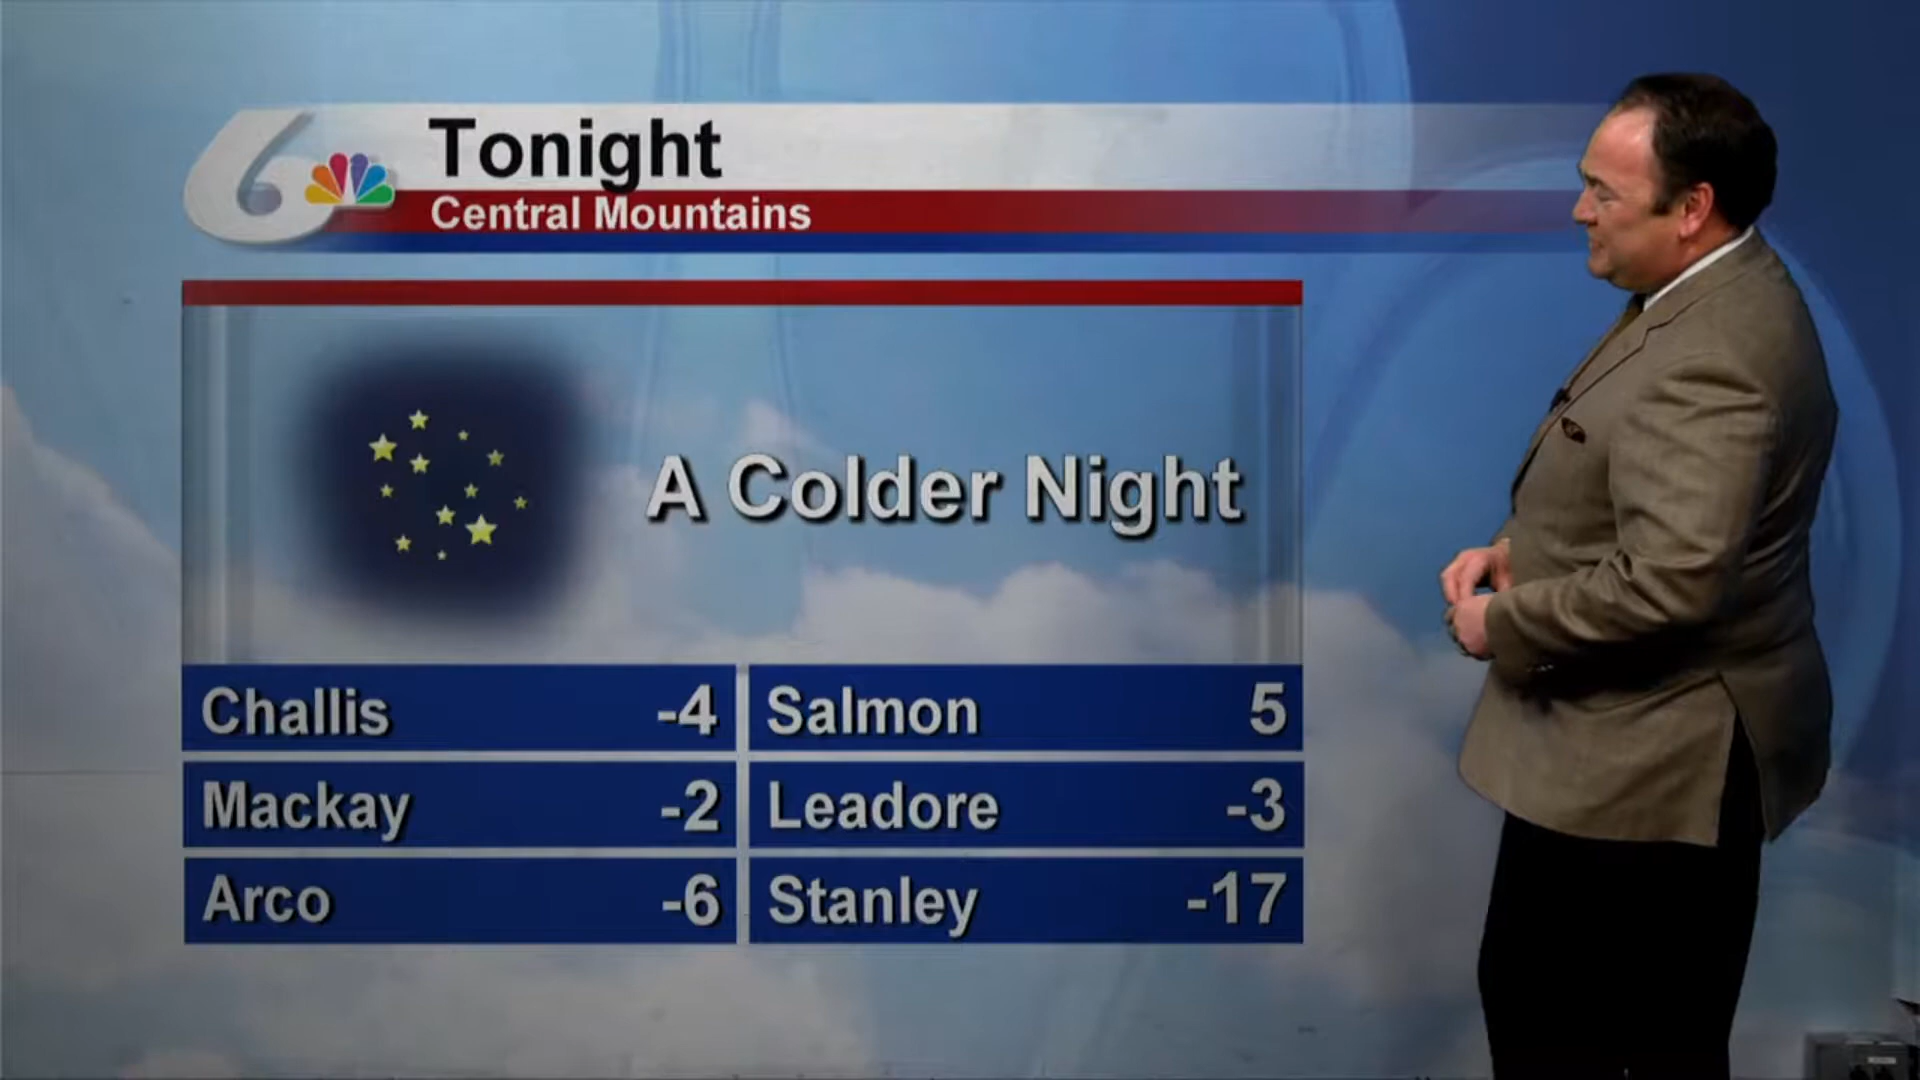 6
Tonight
Central Mountains
A Colder Night
Challis -4 Salmon 5
Mackay -2 Leadore -3
Arco -6 Stanley -17